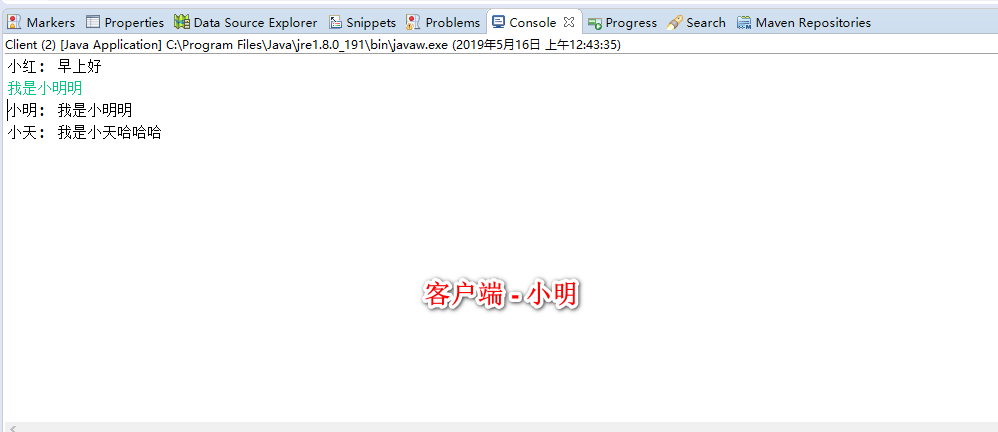 Markers Properties Data Source Explorer Snippets Problems Console Progress Search Maven Repositories
Client (2) [Java Application] C:\Program Files\Java\jre1.8.0_191\bin\javaw.exe (2019年5月16日 上午12:43:35)
小红: 早上好
我是小明明
小明: 我是小明明
小天: 我是小天哈哈哈
客户端 - 小明